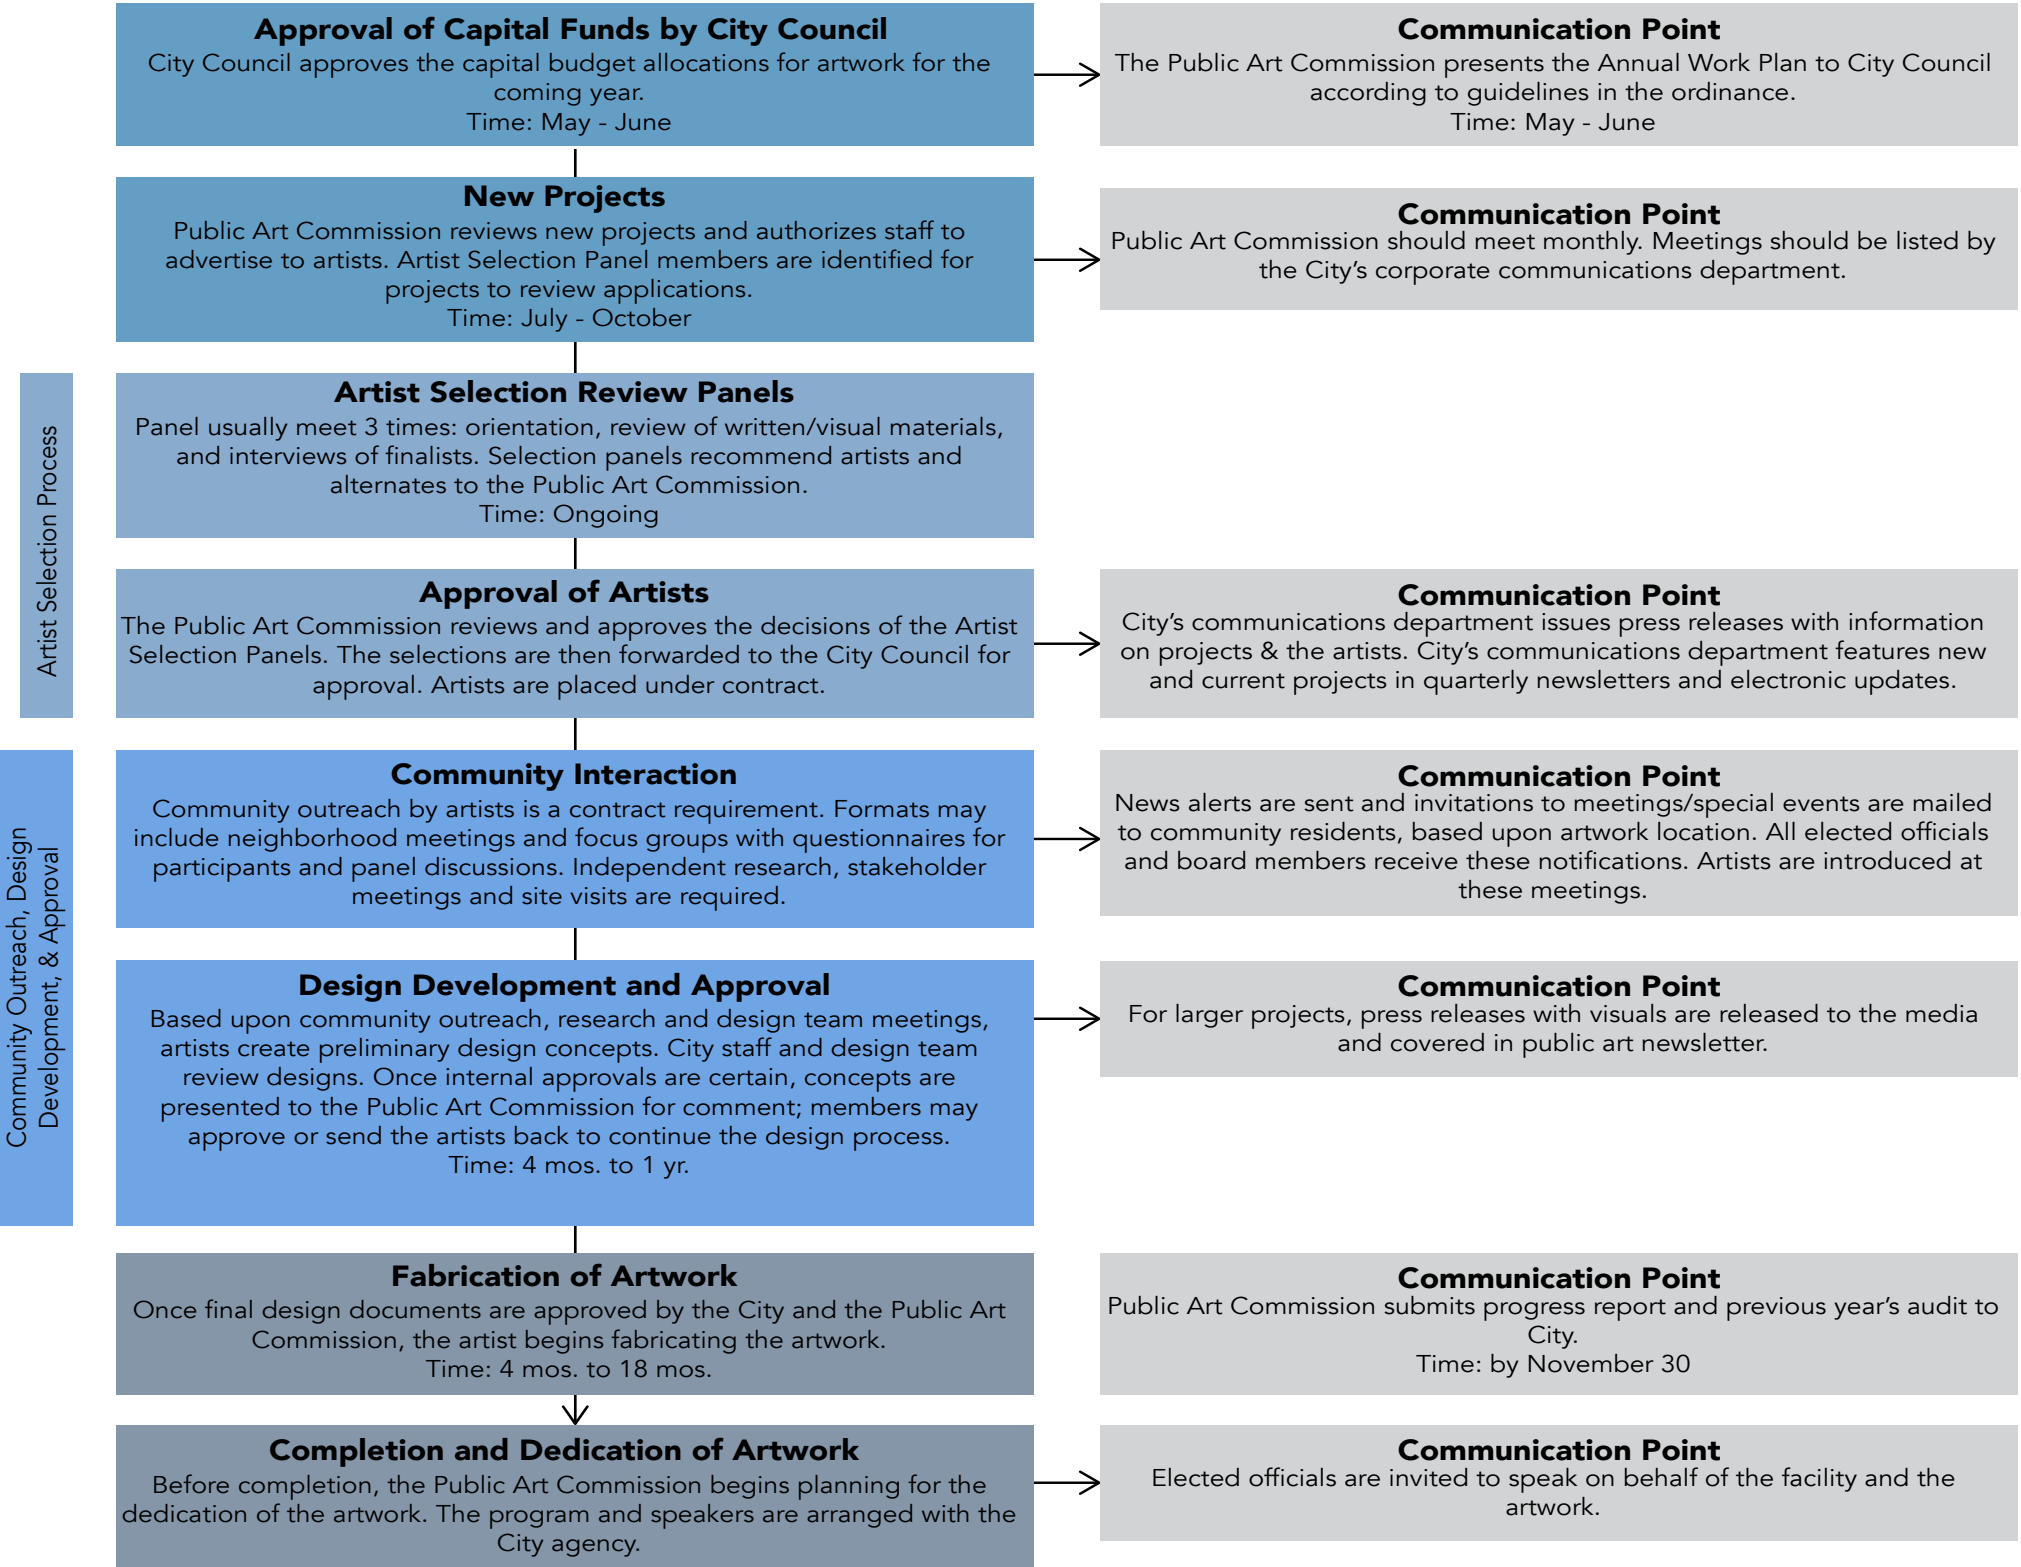 Approval of Capital Funds by City Council
City Council approves the capital budget allocations for artwork for the
coming year.
Time: May - June
Communication Point
The Public Art Commission presents the Annual Work Plan to City Council
according to guidelines in the ordinance.
Time: May - June
New Projects
Public Art Commission reviews new projects and authorizes staff to
advertise to artists. Artist Selection Panel members are identified for
projects to review applications.
Time: July - October
Communication Point
Public Art Commission should meet monthly. Meetings should be listed by
the City's corporate communications department.
Artist Selection Process
Artist Selection Review Panels
Panel usually meet 3 times: orientation, review of written/visual materials,
and interviews of finalists. Selection panels recommend artists and
alternates to the Public Art Commission.
Time: Ongoing
Approval of Artists
The Public Art Commission reviews and approves the decisions of the Artist
Selection Panels. The selections are then forwarded to the City Council for
approval. Artists are placed under contract.
Communication Point
City's communications department issues press releases with information
on projects & the artists. City's communications department features new
and current projects in quarterly newsletters and electronic updates.
Community Outreach, Design
Development, & Approval
Community Interaction
Community outreach by artists is a contract requirement. Formats may
include neighborhood meetings and focus groups with questionnaires for
participants and panel discussions. Independent research, stakeholder
meetings and site visits are required.
Communication Point
News alerts are sent and invitations to meetings/special events are mailed
to community residents, based upon artwork location. All elected officials
and board members receive these notifications. Artists are introduced at
these meetings.
Design Development and Approval
Based upon community outreach, research and design team meetings,
artists create preliminary design concepts. City staff and design team
review designs. Once internal approvals are certain, concepts are
presented to the Public Art Commission for comment; members may
approve or send the artists back to continue the design process.
Time: 4 mos. to 1 yr.
Communication Point
For larger projects, press releases with visuals are released to the media
and covered in public art newsletter.
Fabrication of Artwork
Once final design documents are approved by the City and the Public Art
Commission, the artist begins fabricating the artwork.
Time: 4 mos. to 18 mos.
Communication Point
Public Art Commission submits progress report and previous year's audit to
City.
Time: by November 30
Completion and Dedication of Artwork
Before completion, the Public Art Commission begins planning for the
dedication of the artwork. The program and speakers are arranged with the
City agency.
Communication Point
Elected officials are invited to speak on behalf of the facility and the
artwork.